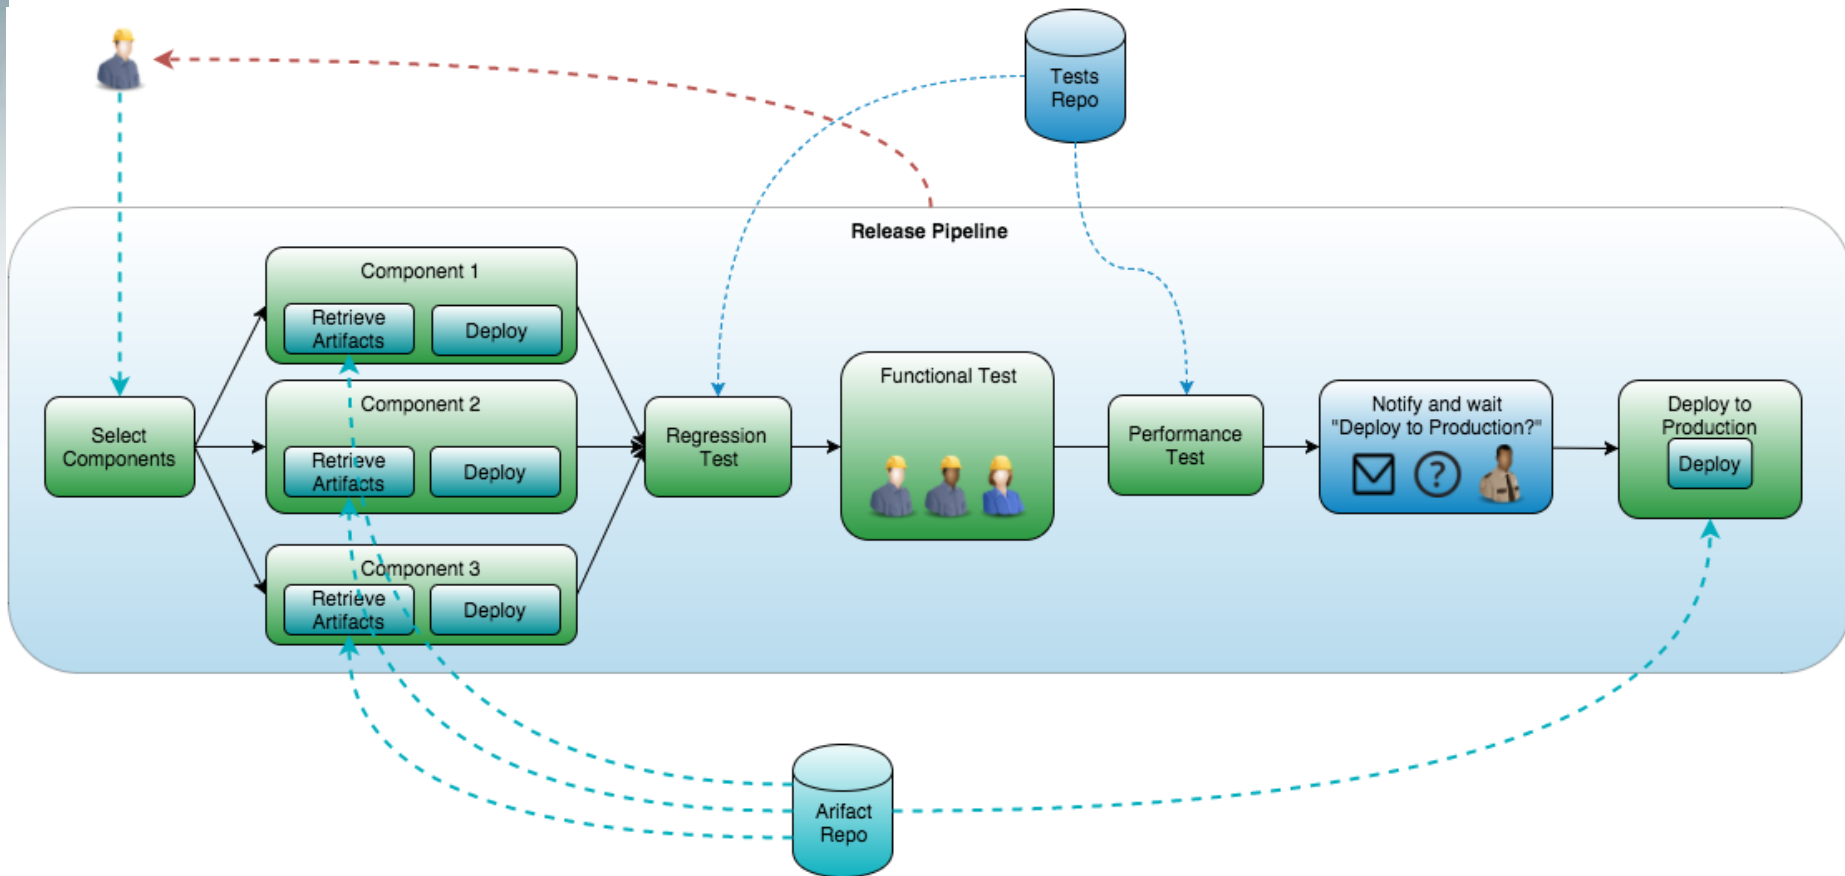 Tests
Repo
Release Pipeline
Component 1
Retrieve
Artifacts
Deploy
Component 2
Retrieve
Artifacts
Deploy
Component 3
Retrieve
Artifacts
Deploy
Select
Components
Regression
Test
Functional Test
Performance
Test
Notify and wait
"Deploy to Production?"
?
Deploy to
Production
Deploy
Arifact
Repo